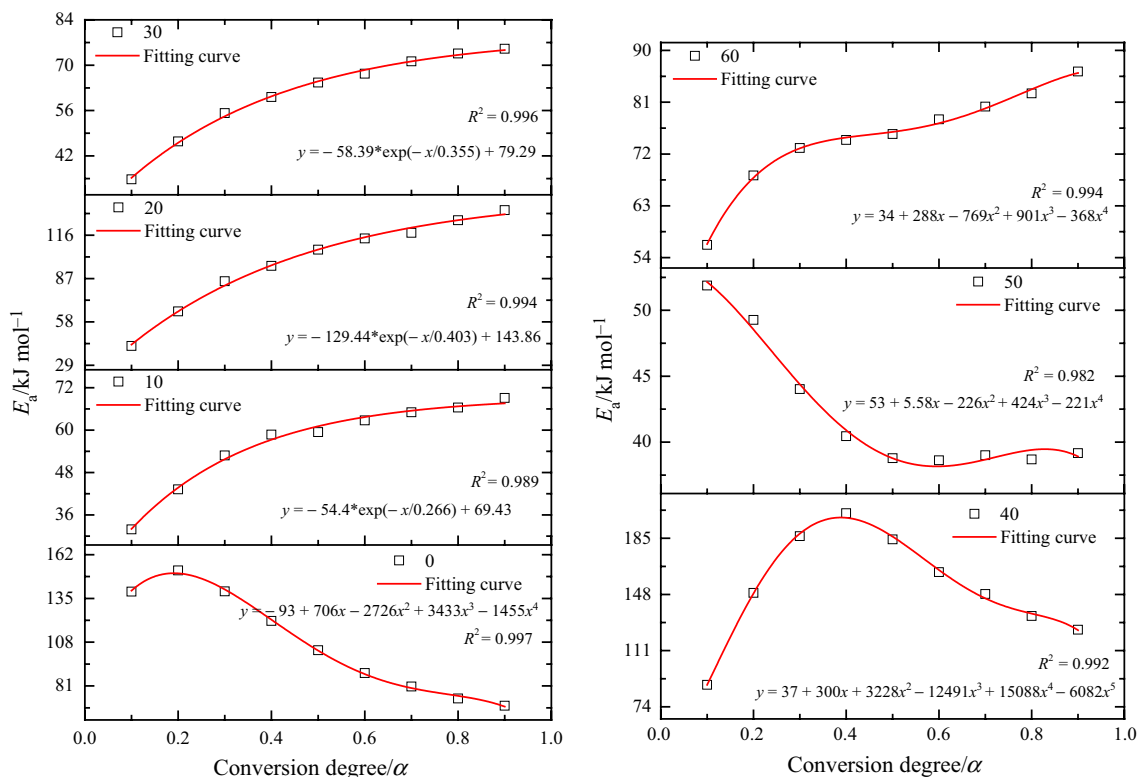 84
70
56
42
30
Fitting curve
R² = 0.996
y = – 58.39*exp(– x/0.355) + 79.29
116
87
58
29
20
Fitting curve
R² = 0.994
y = – 129.44*exp(– x/0.403) + 143.86
72
60
48
36
10
Fitting curve
R² = 0.989
y = – 54.4*exp(– x/0.266) + 69.43
162
135
108
81
0
Fitting curve
y = – 93 + 706x – 2726x² + 3433x³ – 1455x⁴
R² = 0.997
Eₐ/kJ mol⁻¹
0.0 0.2 0.4 0.6 0.8 1.0
Conversion degree/α
90
81
72
63
54
60
Fitting curve
R² = 0.994
y = 34 + 288x – 769x² + 901x³ – 368x⁴
50
45
40
50
Fitting curve
R² = 0.982
y = 53 + 5.58x – 226x² + 424x³ – 221x⁴
185
148
111
74
40
Fitting curve
R² = 0.992
y = 37 + 300x + 3228x² – 12491x³ + 15088x⁴ – 6082x⁵
Eₐ/kJ mol⁻¹
0.0 0.2 0.4 0.6 0.8 1.0
Conversion degree/α